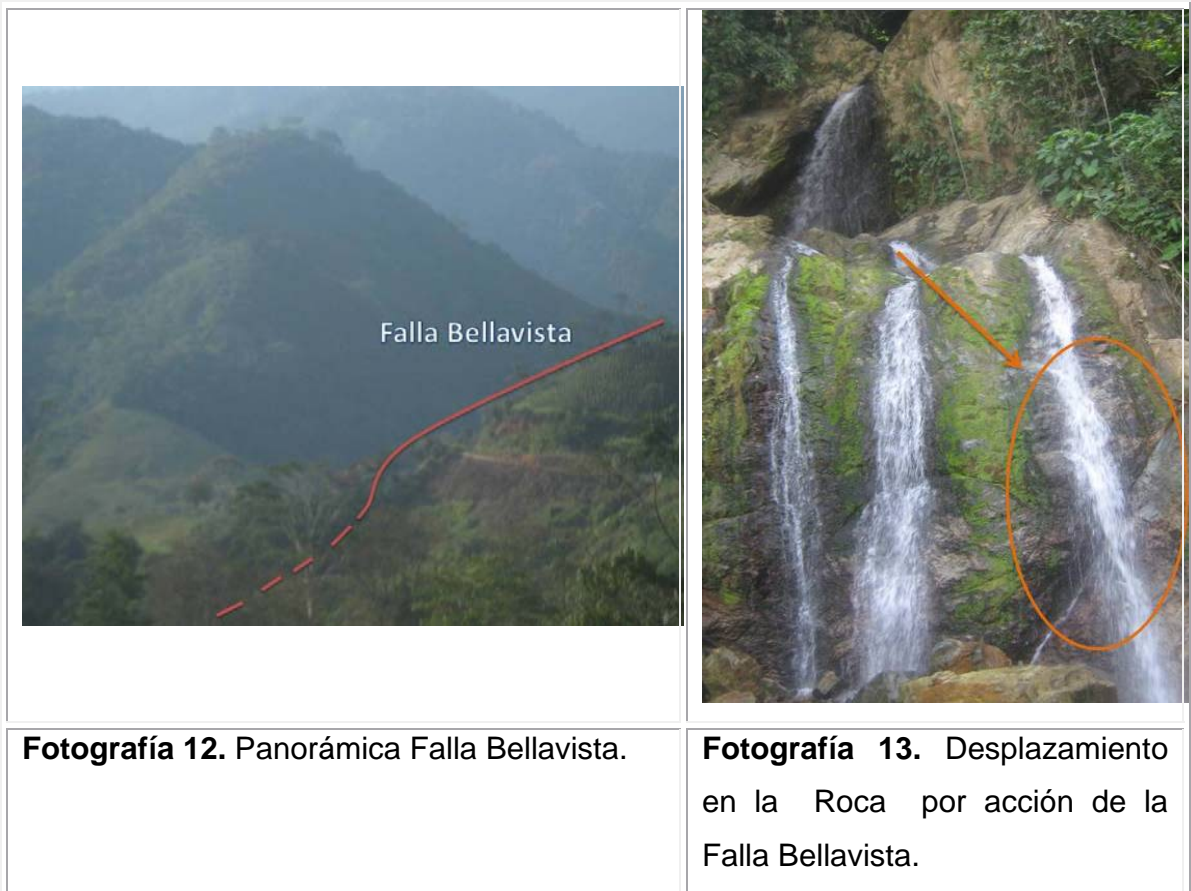 Falla Bellavista
Fotografía 12. Panorámica Falla Bellavista.
Fotografía 13. Desplazamiento
en la Roca por acción de la
Falla Bellavista.